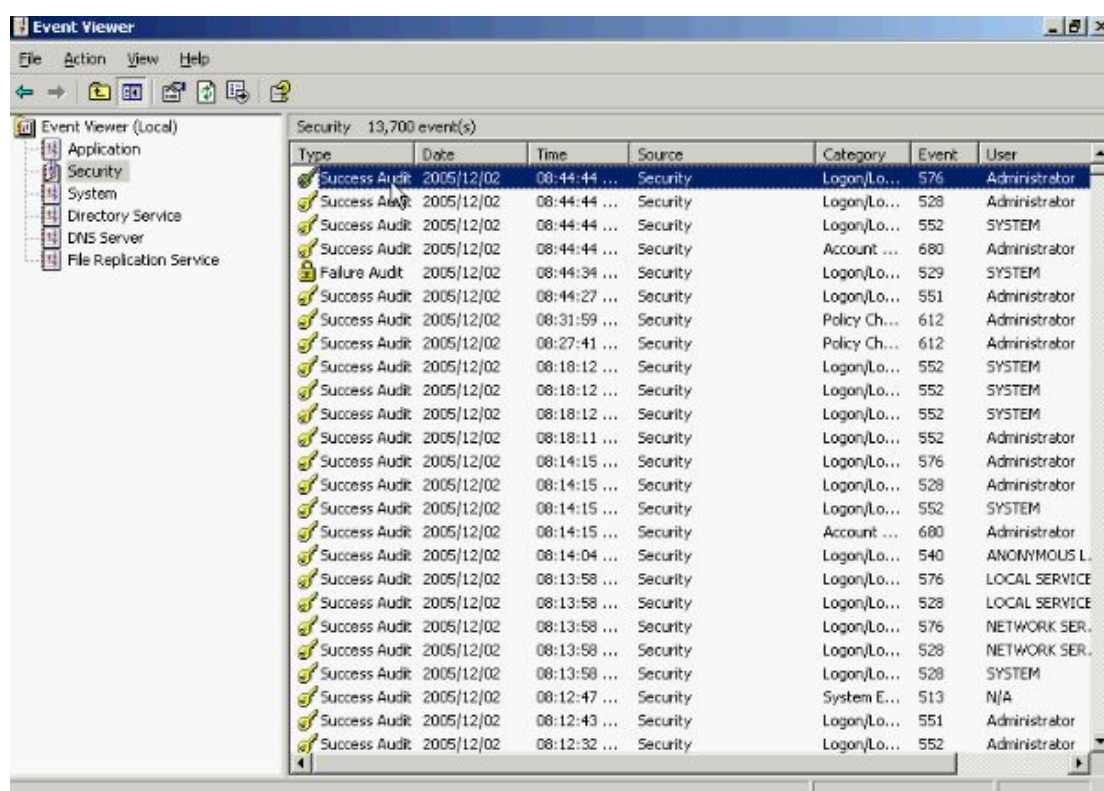 Event Viewer
File Action View Help
Event Viewer (Local)
Application
Security
System
Directory Service
DNS Server
File Replication Service
Security 13,700 event(s)
Type Date Time Source Category Event User
Success Audit 2005/12/02 08:44:44 ... Security Logon/Lo... 576 Administrator
Success Audit 2005/12/02 08:44:44 ... Security Logon/Lo... 528 Administrator
Success Audit 2005/12/02 08:44:44 ... Security Logon/Lo... 552 SYSTEM
Success Audit 2005/12/02 08:44:44 ... Security Account ... 680 Administrator
Failure Audit 2005/12/02 08:44:34 ... Security Logon/Lo... 529 SYSTEM
Success Audit 2005/12/02 08:44:27 ... Security Logon/Lo... 551 Administrator
Success Audit 2005/12/02 08:31:59 ... Security Policy Ch... 612 Administrator
Success Audit 2005/12/02 08:27:41 ... Security Policy Ch... 612 Administrator
Success Audit 2005/12/02 08:18:12 ... Security Logon/Lo... 552 SYSTEM
Success Audit 2005/12/02 08:18:12 ... Security Logon/Lo... 552 SYSTEM
Success Audit 2005/12/02 08:18:12 ... Security Logon/Lo... 552 SYSTEM
Success Audit 2005/12/02 08:18:11 ... Security Logon/Lo... 552 Administrator
Success Audit 2005/12/02 08:14:15 ... Security Logon/Lo... 576 Administrator
Success Audit 2005/12/02 08:14:15 ... Security Logon/Lo... 528 Administrator
Success Audit 2005/12/02 08:14:15 ... Security Logon/Lo... 552 SYSTEM
Success Audit 2005/12/02 08:14:15 ... Security Account ... 680 Administrator
Success Audit 2005/12/02 08:14:04 ... Security Logon/Lo... 540 ANONYMOUS L.
Success Audit 2005/12/02 08:13:58 ... Security Logon/Lo... 576 LOCAL SERVICE
Success Audit 2005/12/02 08:13:58 ... Security Logon/Lo... 528 LOCAL SERVICE
Success Audit 2005/12/02 08:13:58 ... Security Logon/Lo... 576 NETWORK SER.
Success Audit 2005/12/02 08:13:58 ... Security Logon/Lo... 528 NETWORK SER.
Success Audit 2005/12/02 08:13:58 ... Security Logon/Lo... 528 SYSTEM
Success Audit 2005/12/02 08:12:47 ... Security System E... 513 N/A
Success Audit 2005/12/02 08:12:43 ... Security Logon/Lo... 551 Administrator
Success Audit 2005/12/02 08:12:32 ... Security Logon/Lo... 552 Administrator